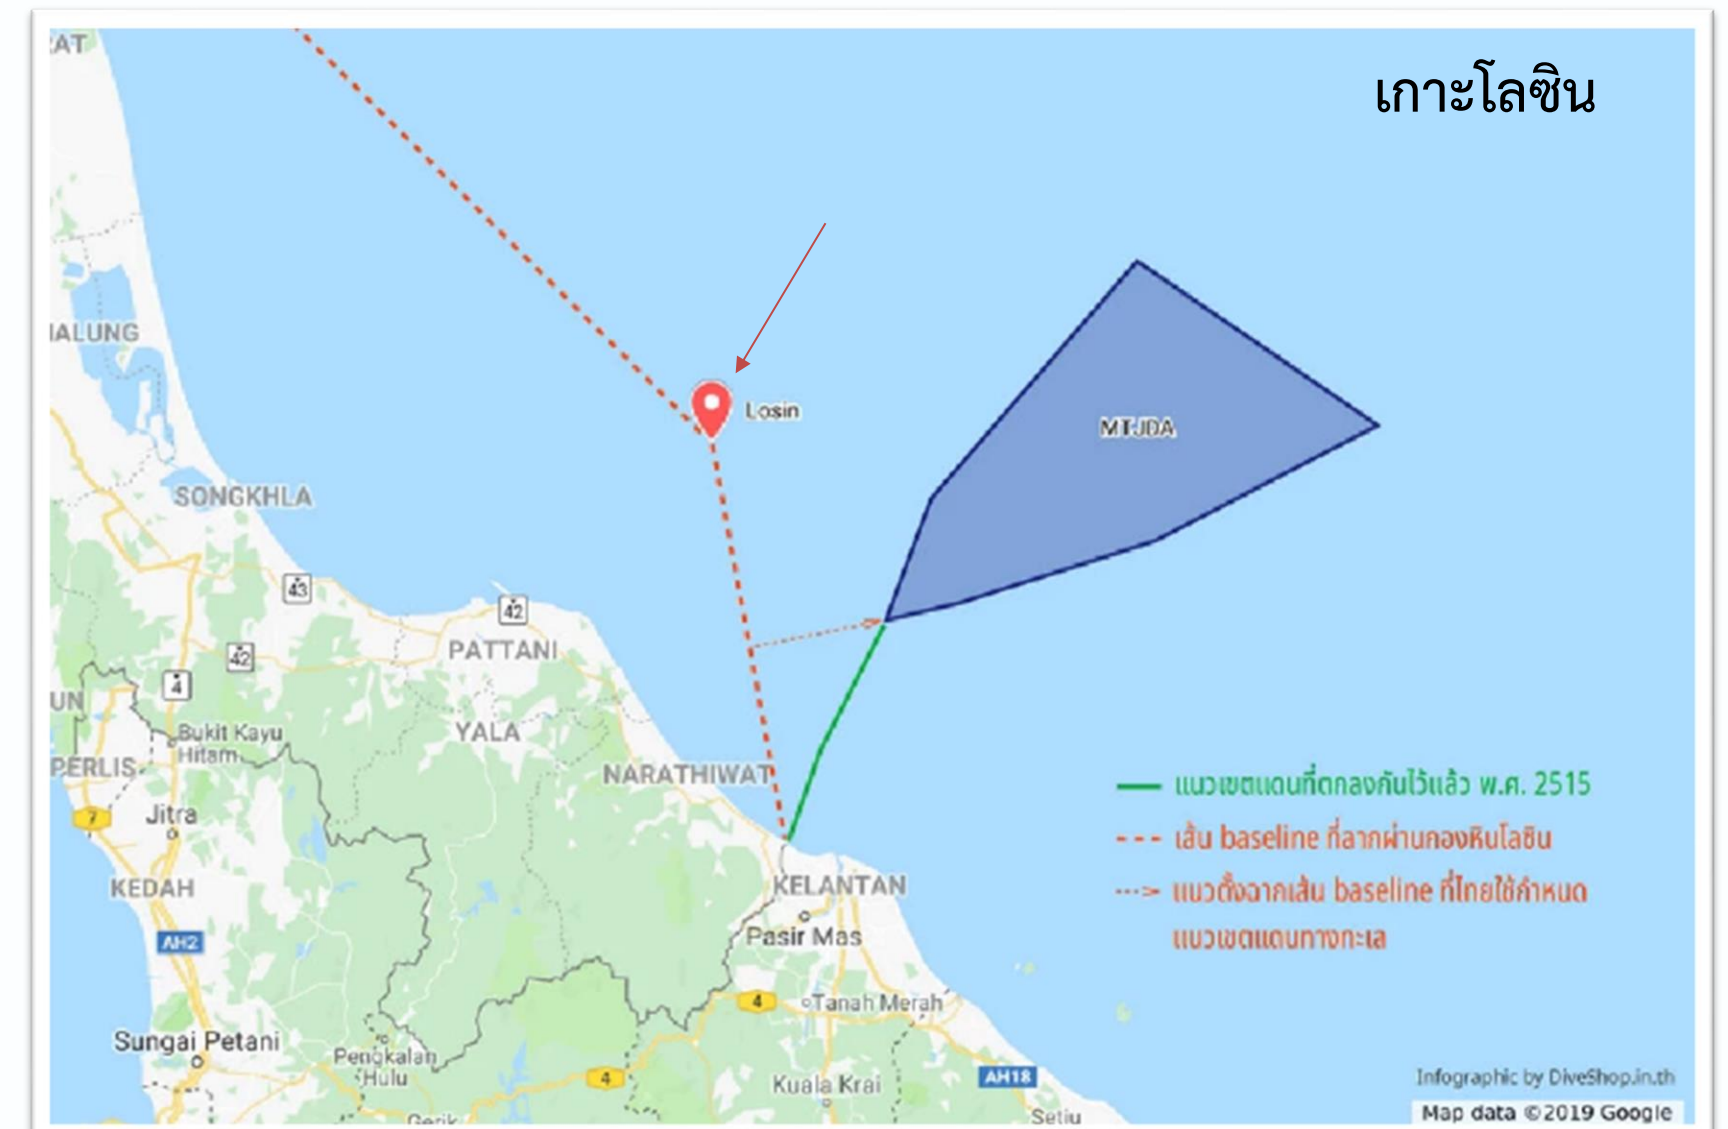 เกาะโลซิน
Losin
MTJDA
SONGKHLA
43
42
PATTANI
42
4
YALA
Bukit Kayu
Hitam
PERLIS
NARATHIWAT
7
Jitra
KEDAH
KELANTAN
Pasir Mas
AH2
4
Tanah Merah
Sungai Petani
Pengkalan
Hulu
4
Kuala Krai
AH18
Setiu
แนวเขตแดนที่ตกลงกันไว้แล้ว พ.ศ. 2515
เส้น baseline ที่ลากผ่านกองหินโลซิน
แนวตั้งฉากเส้น baseline ที่ไทยใช้กำหนด
แนวเขตแดนทางทะเล
Infographic by DiveShop.in.th
Map data ©2019 Google